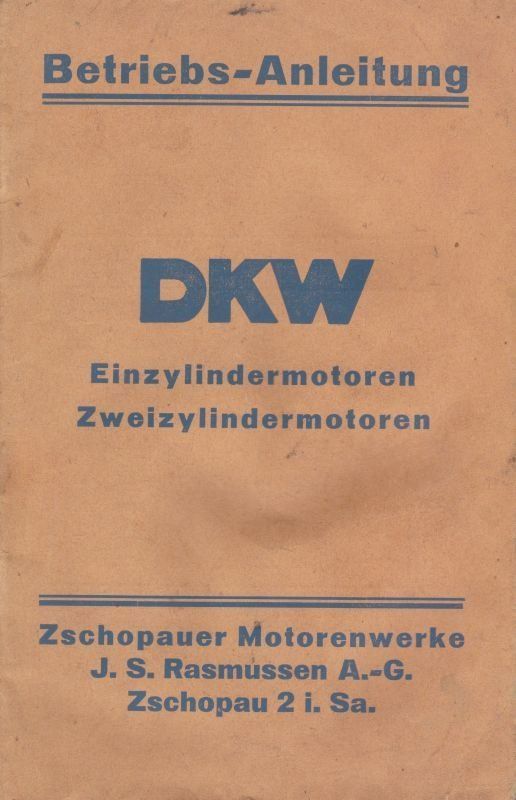 Betriebs-Anleitung
DKW
Einzylindermotoren
Zweizylindermotoren
Zschopauer Motorenwerke
J. S. Rasmussen A.-G.
Zschopau 2 i. Sa.